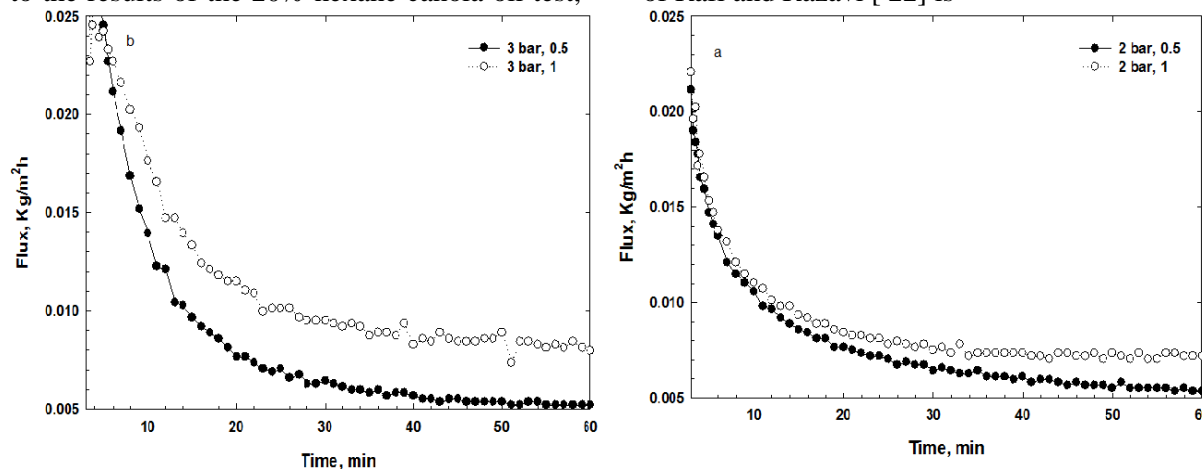 to the results of the 20% hexane canola oil test,
of Rafi and Razavi [ 22] is
b
3 bar, 0.5
3 bar, 1
0.025
0.020
0.015
0.010
0.005
Flux, Kg/m²h
10 20 30 40 50 60
Time, min
a
2 bar, 0.5
2 bar, 1
0.025
0.020
0.015
0.010
0.005
Flux, Kg/m²h
10 20 30 40 50 60
Time, min